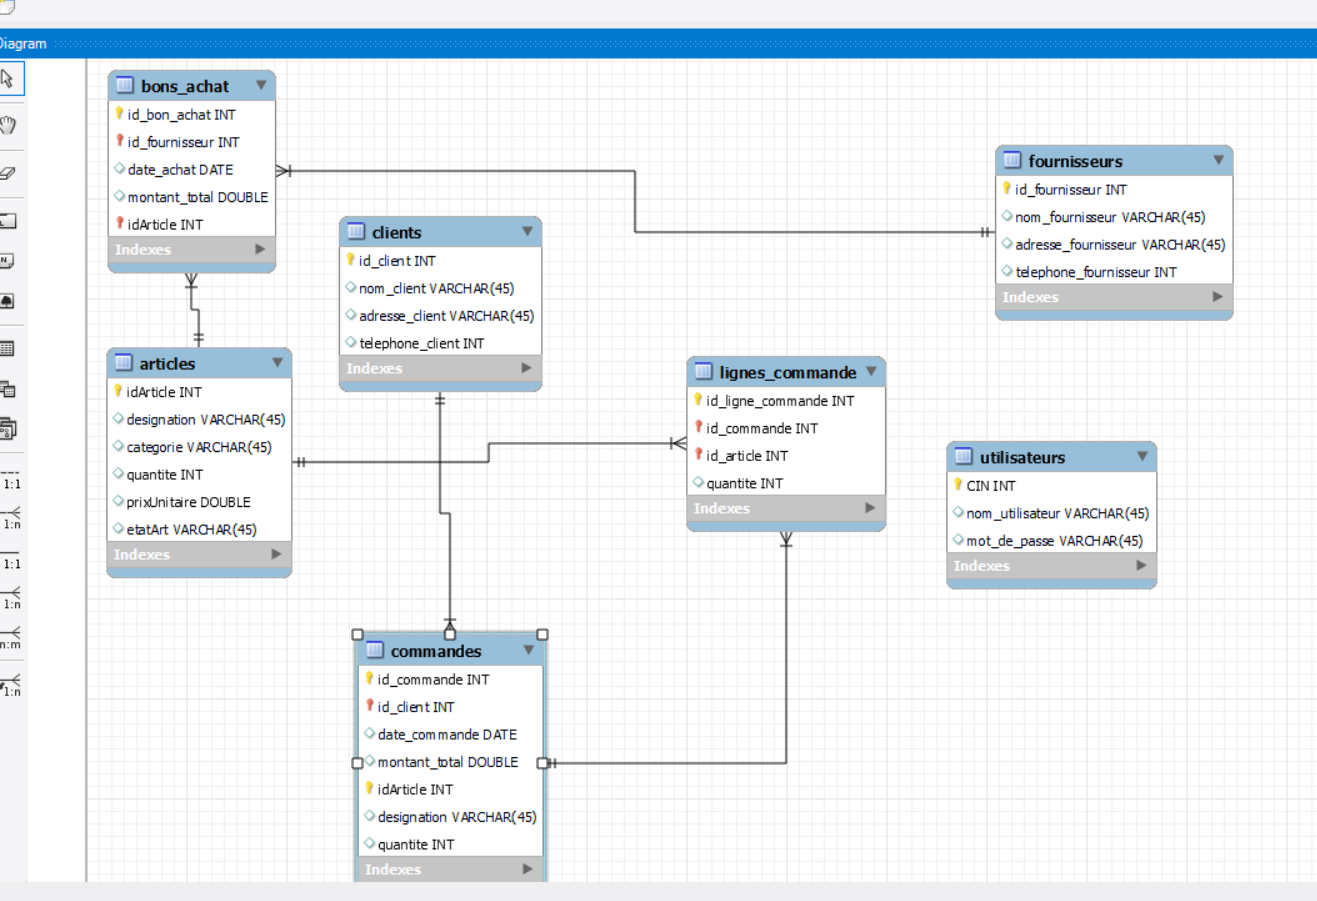 Diagram
bons_achat
id_bon_achat INT
id_fournisseur INT
date_achat DATE
montant_total DOUBLE
idArticle INT
Indexes
fournisseurs
id_fournisseur INT
nom_fournisseur VARCHAR(45)
adresse_fournisseur VARCHAR(45)
telephone_fournisseur INT
Indexes
clients
id_client INT
nom_client VARCHAR(45)
adresse_client VARCHAR(45)
telephone_client INT
Indexes
articles
idArticle INT
designation VARCHAR(45)
categorie VARCHAR(45)
quantite INT
prixUnitaire DOUBLE
etatArt VARCHAR(45)
Indexes
lignes_commande
id_ligne_commande INT
id_commande INT
id_article INT
quantite INT
Indexes
utilisateurs
CIN INT
nom_utilisateur VARCHAR(45)
mot_de_passe VARCHAR(45)
Indexes
commandes
id_commande INT
id_client INT
date_commande DATE
montant_total DOUBLE
idArticle INT
designation VARCHAR(45)
quantite INT
Indexes
1:1
1:n
1:1
1:n
n:m
1:n